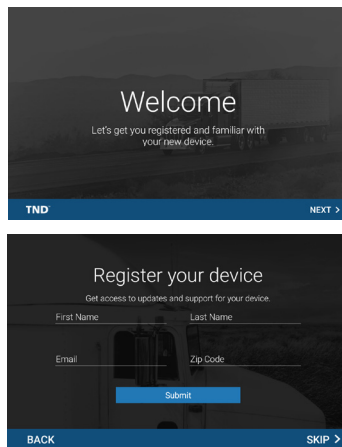 Welcome
Let's get you registered and familiar with
your new device.
TND™
NEXT >
Register your device
Get access to updates and support for your device.
First Name Last Name
Email Zip Code
Submit
BACK SKIP >